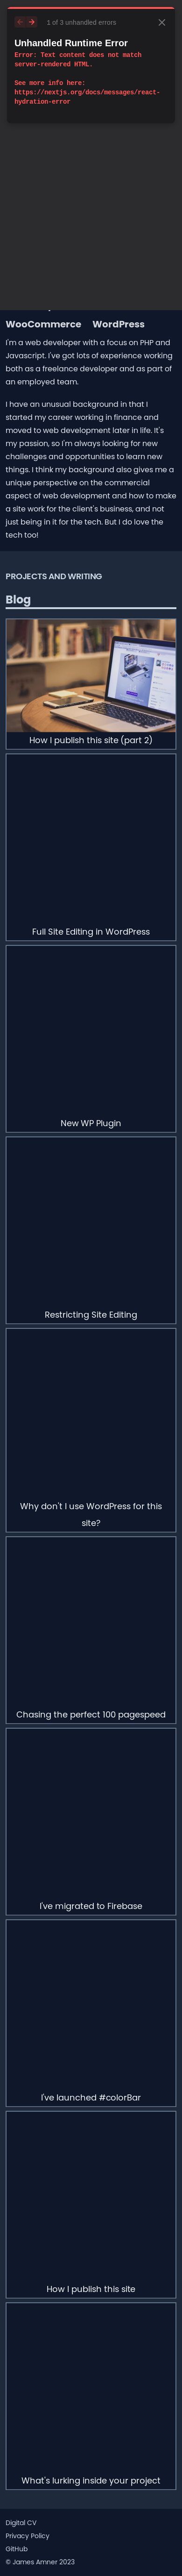 1 of 3 unhandled errors
Unhandled Runtime Error
Error: Text content does not match
server-rendered HTML.
See more info here:
https://nextjs.org/docs/messages/react-
hydration-error
WooCommerce WordPress
I'm a web developer with a focus on PHP and
Javascript. I've got lots of experience working
both as a freelance developer and as part of
an employed team.
I have an unusual background in that I
started my career working in finance and
moved to web development later in life. It's
my passion, so I'm always looking for new
challenges and opportunities to learn new
things. I think my background also gives me a
unique perspective on the commercial
aspect of web development and how to make
a site work for the client's business, and not
just being in it for the tech. But I do love the
tech too!
PROJECTS AND WRITING
Blog
How I publish this site (part 2)
Full Site Editing in WordPress
New WP Plugin
Restricting Site Editing
Why don't I use WordPress for this
site?
Chasing the perfect 100 pagespeed
I've migrated to Firebase
I've launched #colorBar
How I publish this site
What's lurking inside your project
Digital CV
Privacy Policy
GitHub
© James Amner 2023